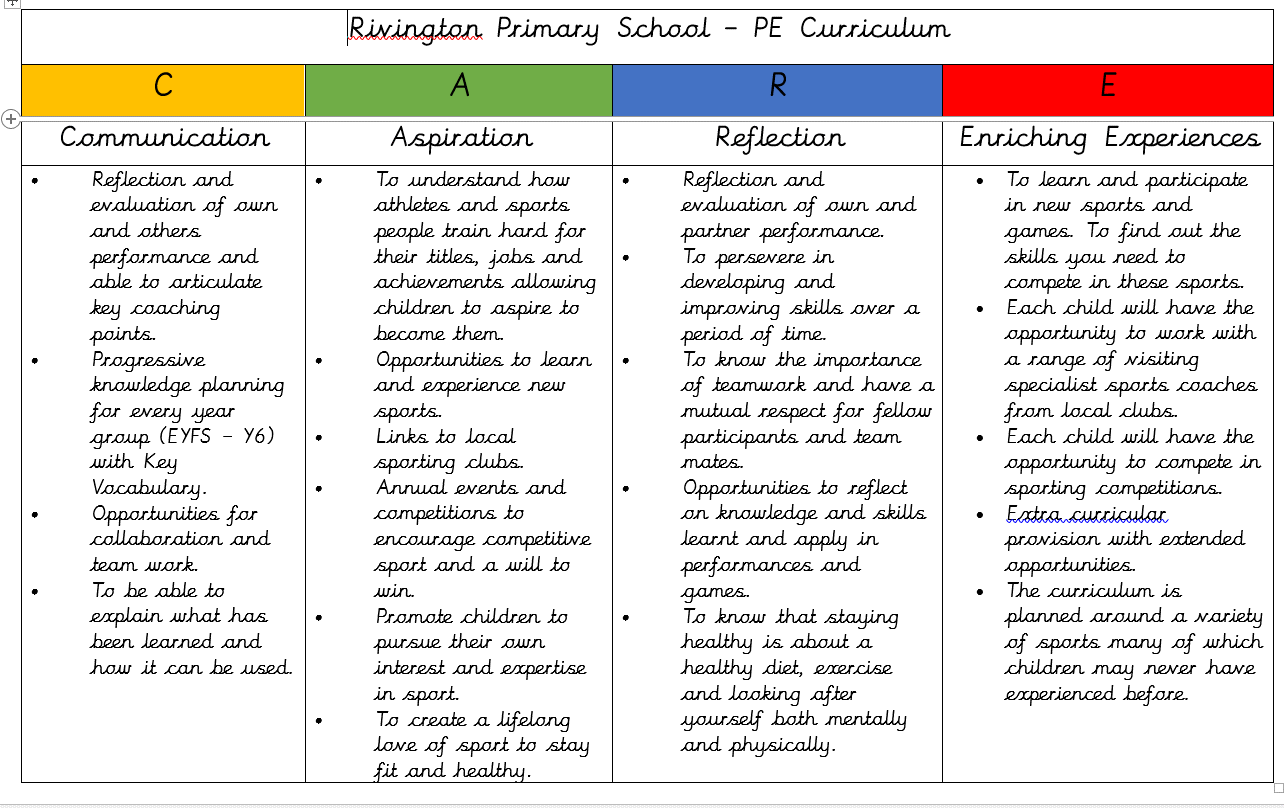 Rivington Primary School – PE Curriculum
C
A
R
E
Communication
Aspiration
Reflection
Enriching Experiences
• Reflection and
evaluation of own
and others
performance and
able to articulate
key coaching
points.
• Progressive
knowledge planning
for every year
group (EYFS – Y6)
with Key
Vocabulary.
• Opportunities for
collaboration and
team work.
• To be able to
explain what has
been learned and
how it can be used.
• To understand how
athletes and sports
people train hard for
their titles, jobs and
achievements allowing
children to aspire to
become them.
• Opportunities to learn
and experience new
sports.
• Links to local
sporting clubs.
• Annual events and
competitions to
encourage competitive
sport and a will to
win.
• Promote children to
pursue their own
interest and expertise
in sport.
• To create a lifelong
love of sport to stay
fit and healthy.
• Reflection and
evaluation of own and
partner performance.
• To persevere in
developing and
improving skills over a
period of time.
• To know the importance
of teamwork and have a
mutual respect for fellow
participants and team
mates.
• Opportunities to reflect
on knowledge and skills
learnt and apply in
performances and
games.
• To know that staying
healthy is about a
healthy diet, exercise
and looking after
yourself both mentally
and physically.
• To learn and participate
in new sports and
games. To find out the
skills you need to
compete in these sports.
• Each child will have the
opportunity to work with
a range of visiting
specialist sports coaches
from local clubs.
• Each child will have the
opportunity to compete in
sporting competitions.
• Extra curricular
provision with extended
opportunities.
• The curriculum is
planned around a variety
of sports many of which
children may never have
experienced before.